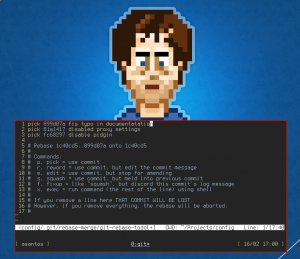 1 pick 899d07a fix typo in documentatation
2 pick 81a1417 disabled proxy settings
3 pick fc60297 disable pidgin
4
5 # Rebase 1c40cd5..899d07a onto 1c40cd5
6 #
7 # Commands:
8 # p, pick = use commit
9 # r, reword = use commit, but edit the commit message
10 # e, edit = use commit, but stop for amending
11 # s, squash = use commit, but meld into previous commit
12 # f, fixup = like "squash", but discard this commit's log message
13 # x, exec = run command (the rest of the line) using shell
14 #
15 # If you remove a line here THAT COMMIT WILL BE LOST.
16 # However, if you remove everything, the rebase will be aborted.
17 #
config/.git/rebase-merge/git-rebase-todo[+] CWD: ~/Projects/config Line: 1/17:40
0:git* [ 16/02 17:00 ]